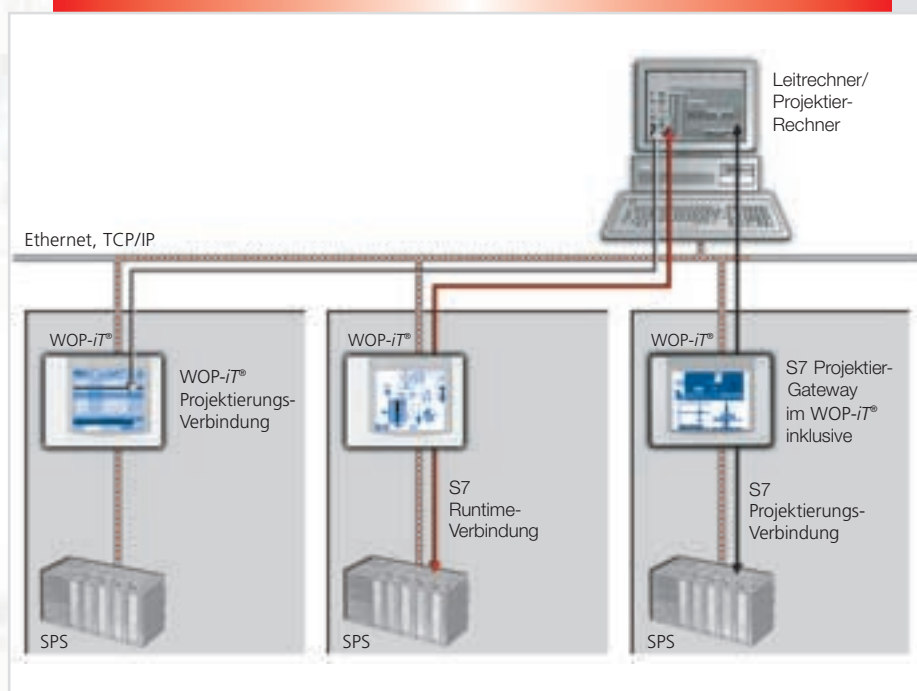 Leitrechner/
Projektier-
Rechner
Ethernet, TCP/IP
WOP-iT®
WOP-iT®
Projektierungs-
Verbindung
SPS
WOP-iT®
S7
Runtime-
Verbindung
SPS
WOP-iT®
S7 Projektier-
Gateway
im WOP-iT®
inklusive
S7
Projektierungs-
Verbindung
SPS